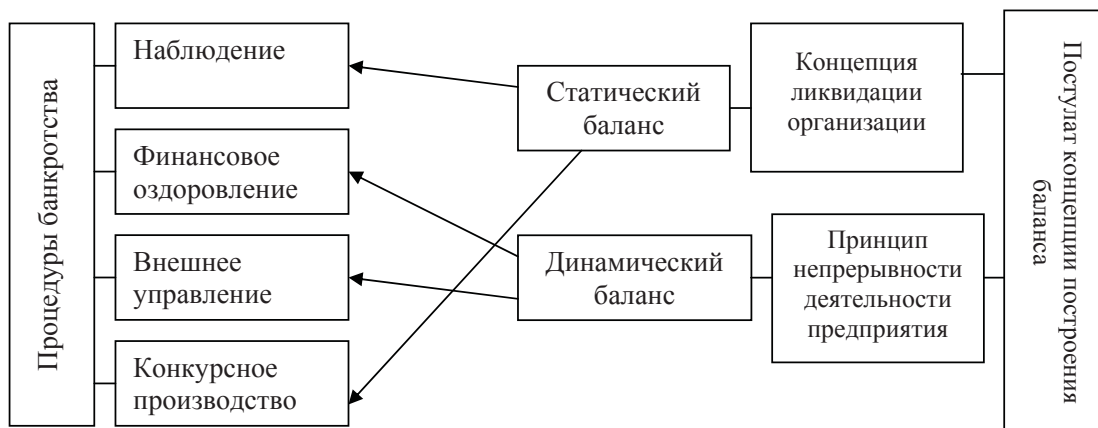 Процедуры банкротства
Наблюдение
Финансовое
оздоровление
Внешнее
управление
Конкурсное
производство
Статический
баланс
Динамический
баланс
Концепция
ликвидации
организации
Принцип
непрерывности
деятельности
предприятия
Постулат концепции построения
баланса